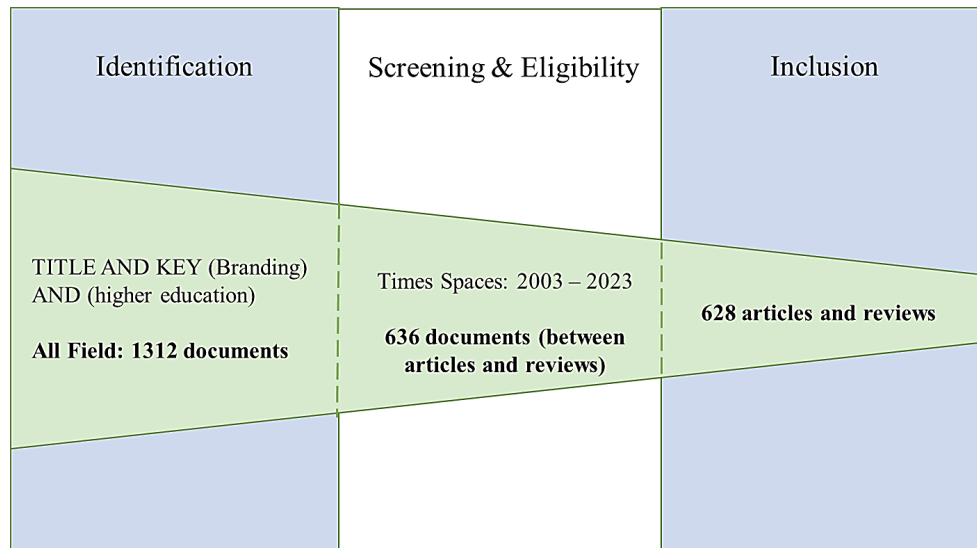 Identification
TITLE AND KEY (Branding)
AND (higher education)
All Field: 1312 documents
Screening & Eligibility
Times Spaces: 2003 – 2023
636 documents (between
articles and reviews)
Inclusion
628 articles and reviews